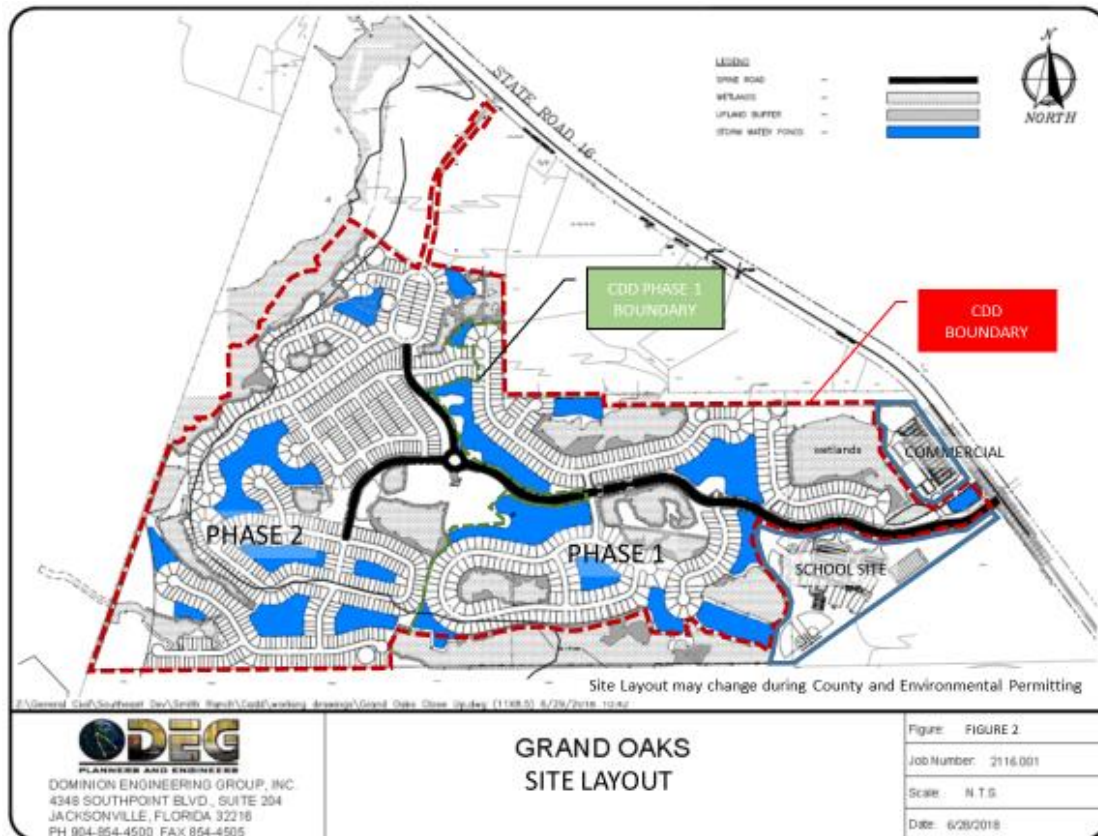 STATE ROAD 16
LEGEND
SPINE ROAD
WETLANDS
UPLAND BUFFER
STORM WATER PONDS
N
NORTH
CDD PHASE 1
BOUNDARY
CDD
BOUNDARY
wetlands
COMMERCIAL
PHASE 2
PHASE 1
SCHOOL SITE
Site Layout may change during County and Environmental Permitting
DEG
PLANNERS AND ENGINEERS
DOMINION ENGINEERING GROUP, INC.
4348 SOUTHPOINT BLVD., SUITE 204
JACKSONVILLE, FLORIDA 32216
PH 904-854-4500 FAX 854-4505
GRAND OAKS
SITE LAYOUT
Figure: FIGURE 2
Job Number: 2116.001
Scale: N.T.S.
Date: 6/28/2018